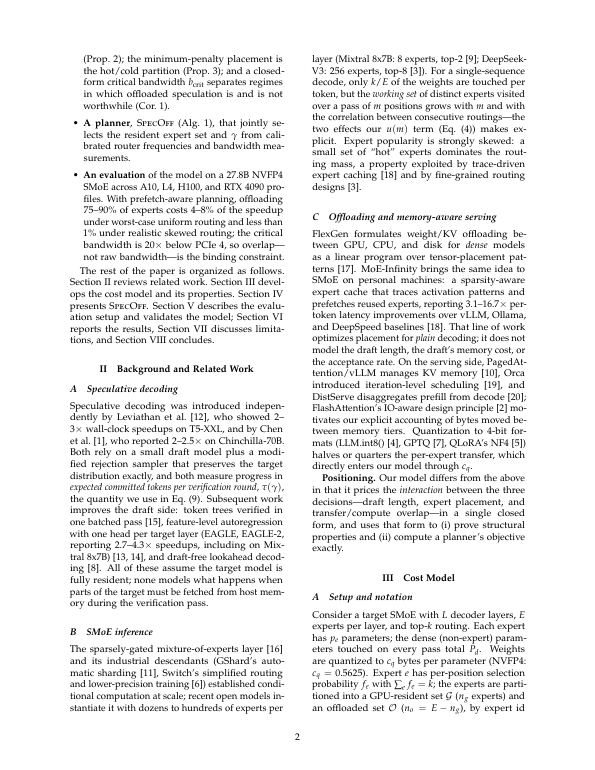 (Prop. 2); the minimum-penalty placement is
the hot/cold partition (Prop. 3); and a closed-
form critical bandwidth b_crit separates regimes
in which offloaded speculation is and is not
worthwhile (Cor. 1).
• A planner, SPECOFF (Alg. 1), that jointly se-
lects the resident expert set and γ from cali-
brated router frequencies and bandwidth mea-
surements.
• An evaluation of the model on a 27.8B NVFP4
SMoE across A10, L4, H100, and RTX 4090 pro-
files. With prefetch-aware planning, offloading
75–90% of experts costs 4–8% of the speedup
under worst-case uniform routing and less than
1% under realistic skewed routing; the critical
bandwidth is 20× below PCIe 4, so overlap—
not raw bandwidth—is the binding constraint.
The rest of the paper is organized as follows.
Section II reviews related work. Section III devel-
ops the cost model and its properties. Section IV
presents SPECOFF. Section V describes the evalu-
ation setup and validates the model; Section VI
reports the results, Section VII discusses limita-
tions, and Section VIII concludes.
II Background and Related Work
A Speculative decoding
Speculative decoding was introduced indepen-
dently by Leviathan et al. [12], who showed 2–
3× wall-clock speedups on T5-XXL, and by Chen
et al. [1], who reported 2–2.5× on Chinchilla-70B.
Both rely on a small draft model plus a modi-
fied rejection sampler that preserves the target
distribution exactly, and both measure progress in
expected committed tokens per verification round, τ(γ),
the quantity we use in Eq. (9). Subsequent work
improves the draft side: token trees verified in
one batched pass [15], feature-level autoregression
with one head per target layer (EAGLE, EAGLE-2,
reporting 2.7–4.3× speedups, including on Mix-
tral 8x7B) [13, 14], and draft-free lookahead decod-
ing [8]. All of these assume the target model is
fully resident; none models what happens when
parts of the target must be fetched from host mem-
ory during the verification pass.
B SMoE inference
The sparsely-gated mixture-of-experts layer [16]
and its industrial descendants (GShard's auto-
matic sharding [11], Switch's simplified routing
and lower-precision training [6]) established condi-
tional computation at scale; recent open models in-
stantiate it with dozens to hundreds of experts per
layer (Mixtral 8x7B: 8 experts, top-2 [9]; DeepSeek-
V3: 256 experts, top-8 [3]). For a single-sequence
decode, only k/E of the weights are touched per
token, but the working set of distinct experts visited
over a pass of m positions grows with m and with
the correlation between consecutive routings—the
two effects our u(m) term (Eq. (4)) makes ex-
plicit. Expert popularity is strongly skewed: a
small set of "hot" experts dominates the rout-
ing mass, a property exploited by trace-driven
expert caching [18] and by fine-grained routing
designs [3].
C Offloading and memory-aware serving
FlexGen formulates weight/KV offloading be-
tween GPU, CPU, and disk for dense models
as a linear program over tensor-placement pat-
terns [17]. MoE-Infinity brings the same idea to
SMoE on personal machines: a sparsity-aware
expert cache that traces activation patterns and
prefetches reused experts, reporting 3.1–16.7× per-
token latency improvements over vLLM, Ollama,
and DeepSpeed baselines [18]. That line of work
optimizes placement for plain decoding; it does not
model the draft length, the draft's memory cost, or
the acceptance rate. On the serving side, PagedAt-
tention/vLLM manages KV memory [10], Orca
introduced iteration-level scheduling [19], and
DistServe disaggregates prefill from decode [20];
FlashAttention's IO-aware design principle [2] mo-
tivates our explicit accounting of bytes moved be-
tween memory tiers. Quantization to 4-bit for-
mats (LLM.int8() [4], GPTQ [7], QLoRA's NF4 [5])
halves or quarters the per-expert transfer, which
directly enters our model through c_q.
Positioning. Our model differs from the above
in that it prices the interaction between the three
decisions—draft length, expert placement, and
transfer/compute overlap—in a single closed
form, and uses that form to (i) prove structural
properties and (ii) compute a planner's objective
exactly.
III Cost Model
A Setup and notation
Consider a target SMoE with L decoder layers, E
experts per layer, and top-k routing. Each expert
has p_e parameters; the dense (non-expert) param-
eters touched on every pass total P_d. Weights
are quantized to c_q bytes per parameter (NVFP4:
c_q = 0.5625). Expert e has per-position selection
probability f_e with ∑_e f_e = k; the experts are parti-
tioned into a GPU-resident set G (n_g experts) and
an offloaded set O (n_o = E − n_g), by expert id
2